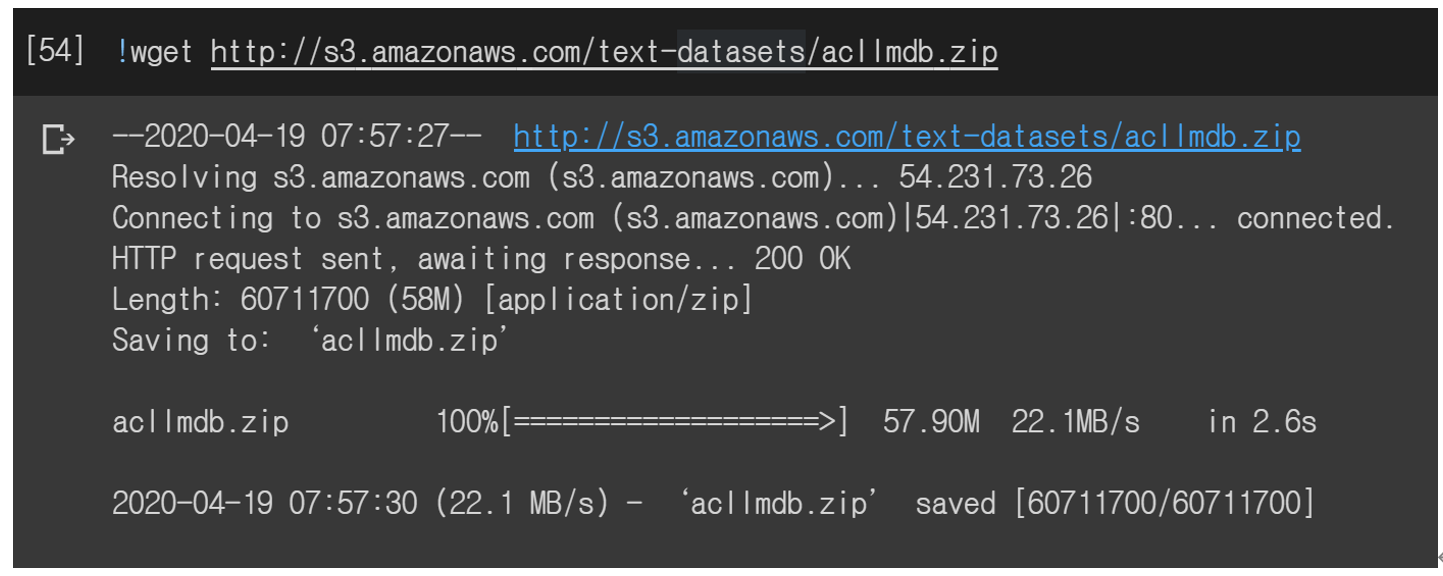 [54] !wget http://s3.amazonaws.com/text-datasets/aclImdb.zip
--2020-04-19 07:57:27-- http://s3.amazonaws.com/text-datasets/aclImdb.zip
Resolving s3.amazonaws.com (s3.amazonaws.com)... 54.231.73.26
Connecting to s3.amazonaws.com (s3.amazonaws.com)|54.231.73.26|:80... connected.
HTTP request sent, awaiting response... 200 OK
Length: 60711700 (58M) [application/zip]
Saving to: ‘aclImdb.zip’
aclImdb.zip 100%[===================>] 57.90M 22.1MB/s in 2.6s
2020-04-19 07:57:30 (22.1 MB/s) - ‘aclImdb.zip’ saved [60711700/60711700]